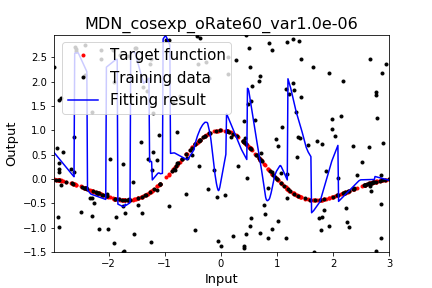 MDN_cosexp_oRate60_var1.0e-06
Target function
Training data
Fitting result
2.5
2.0
1.5
1.0
0.5
0.0
−0.5
−1.0
−1.5
Output
−2
−1
0
1
2
3
Input